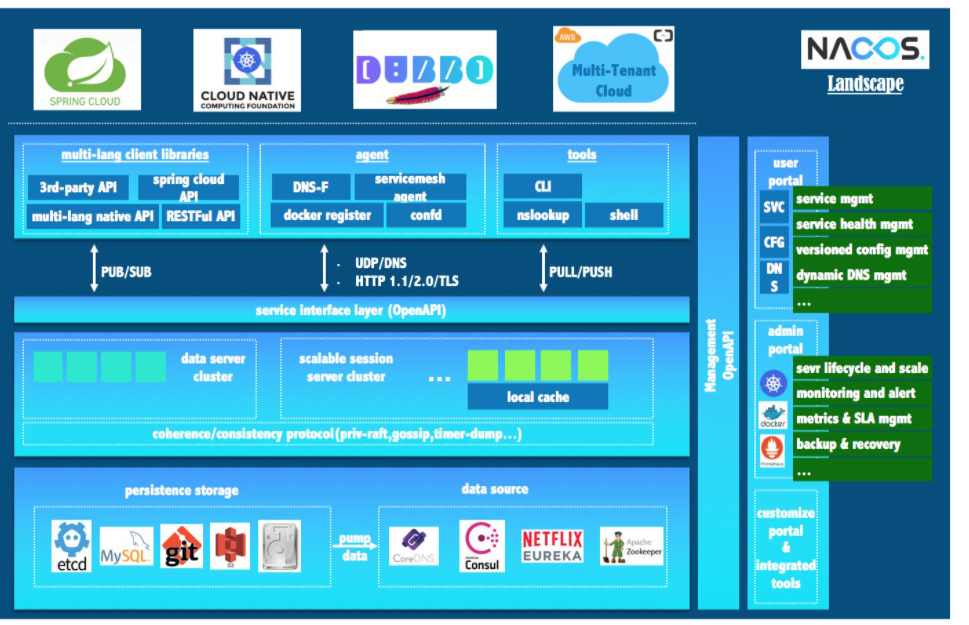 SPRING CLOUD
CLOUD NATIVE
COMPUTING FOUNDATION
DUBBO
AWS
Multi-Tenant
Cloud
NACOS.
Landscape
multi-lang client libraries
3rd-party API
spring cloud
API
multi-lang native API
RESTFul API
agent
DNS-F
servicemesh
agent
docker register
confd
tools
CLI
nslookup
shell
PUB/SUB
· UDP/DNS
· HTTP 1.1/2.0/TLS
PULL/PUSH
service interface layer (OpenAPI)
data server
cluster
scalable session
server cluster
...
local cache
coherence/consistency protocol(priv-raft,gossip,timer-dump...)
persistence storage
etcd
MySQL
git
S3
pump
data
data source
CoreDNS
Consul
NETFLIX
EUREKA
Apache
Zookeeper
Management
OpenAPI
user
portal
SVC
CFG
DN
S
service mgmt
service health mgmt
versioned config mgmt
dynamic DNS mgmt
...
admin
portal
docker
Prometheus
sevr lifecycle and scale
monitoring and alert
metrics & SLA mgmt
backup & recovery
...
customize
portal
&
integrated
tools